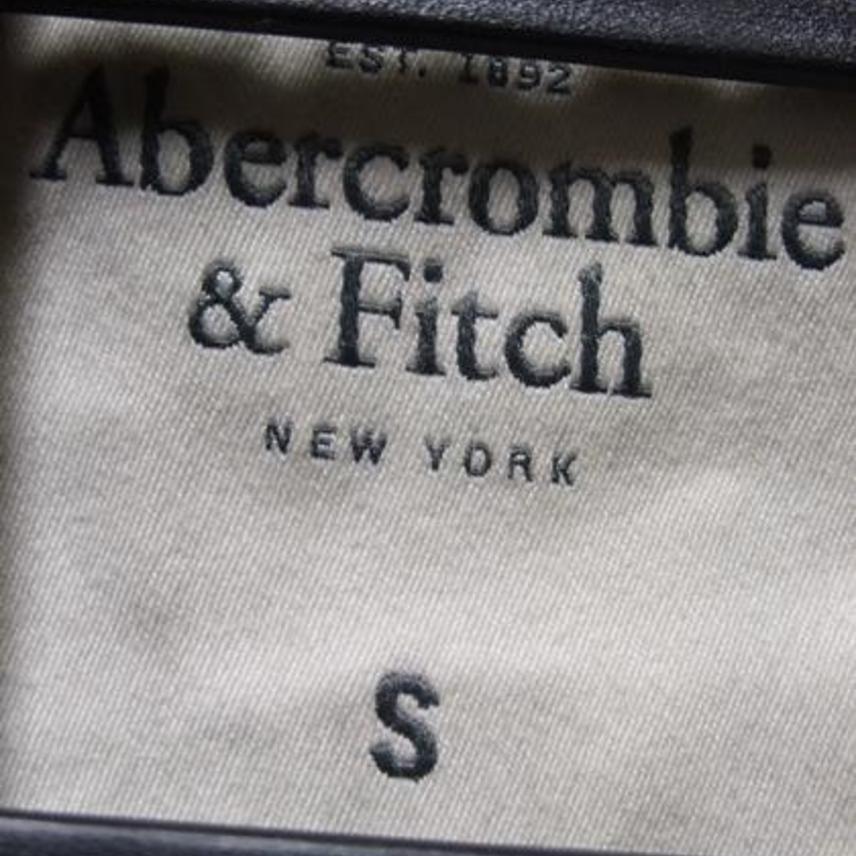 EST. 1892
Abercrombie
& Fitch
NEW YORK
S